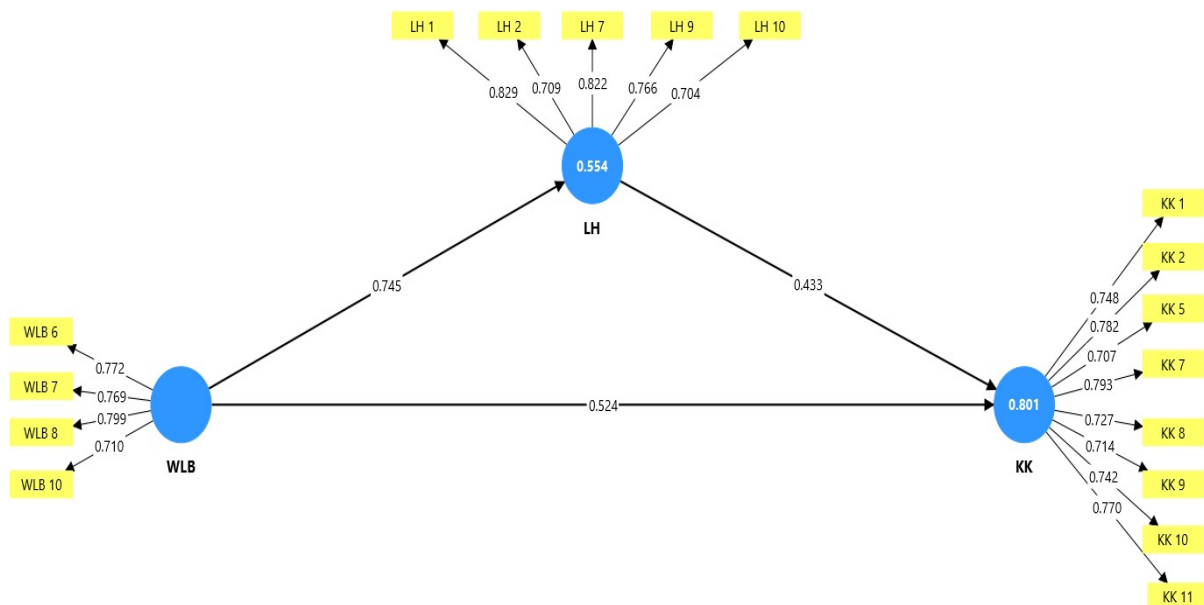 LH 1
LH 2
LH 7
LH 9
LH 10
0.829
0.709
0.822
0.766
0.704
0.554
LH
0.745
0.433
0.524
WLB 6
WLB 7
WLB 8
WLB 10
0.772
0.769
0.799
0.710
WLB
0.801
KK
0.748
0.782
0.707
0.793
0.727
0.714
0.742
0.770
KK 1
KK 2
KK 5
KK 7
KK 8
KK 9
KK 10
KK 11